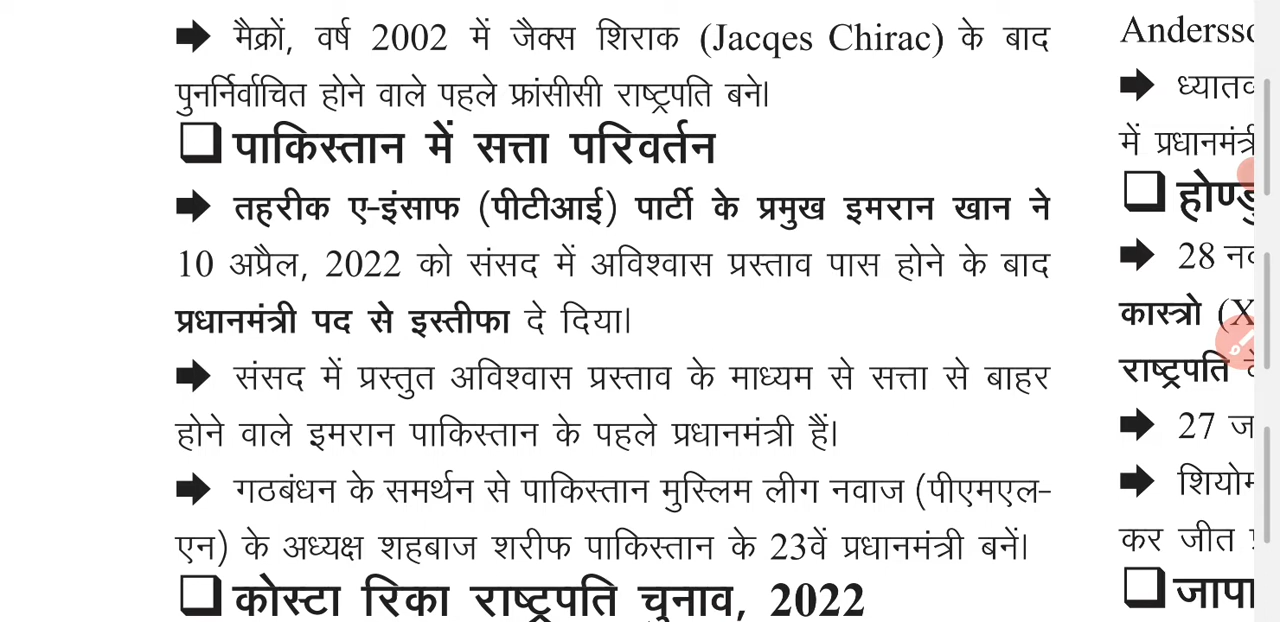 ➡ मैक्रों, वर्ष 2002 में जैक्स शिराक (Jacqes Chirac) के बाद
पुनर्निर्वाचित होने वाले पहले फ्रांसीसी राष्ट्रपति बने।
❑ पाकिस्तान में सत्ता परिवर्तन
➡ तहरीक ए-इंसाफ (पीटीआई) पार्टी के प्रमुख इमरान खान ने
10 अप्रैल, 2022 को संसद में अविश्वास प्रस्ताव पास होने के बाद
प्रधानमंत्री पद से इस्तीफा दे दिया।
➡ संसद में प्रस्तुत अविश्वास प्रस्ताव के माध्यम से सत्ता से बाहर
होने वाले इमरान पाकिस्तान के पहले प्रधानमंत्री हैं।
➡ गठबंधन के समर्थन से पाकिस्तान मुस्लिम लीग नवाज (पीएमएल-
एन) के अध्यक्ष शहबाज शरीफ पाकिस्तान के 23वें प्रधानमंत्री बनें।
❑ कोस्टा रिका राष्ट्रपति चुनाव, 2022
➡
में प्रधानमंत्री
❑
➡ 28
कास्त्रो (X
राष्ट्रपति
➡ 27
➡
कर जीत
❑